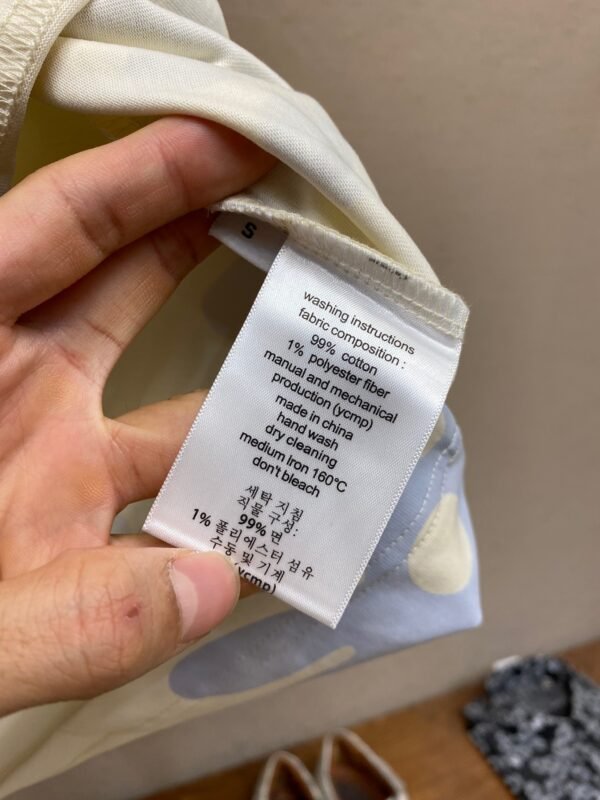 S
washing instructions
fabric composition :
99% cotton
1% polyester fiber
manual and mechanical
production (ycmp)
made in china
hand wash
dry cleaning
medium Iron 160℃
don't bleach
세탁 지침
직물 구성:
99% 면
1% 폴리에스터 섬유
수동 및 기계
(ycmp)